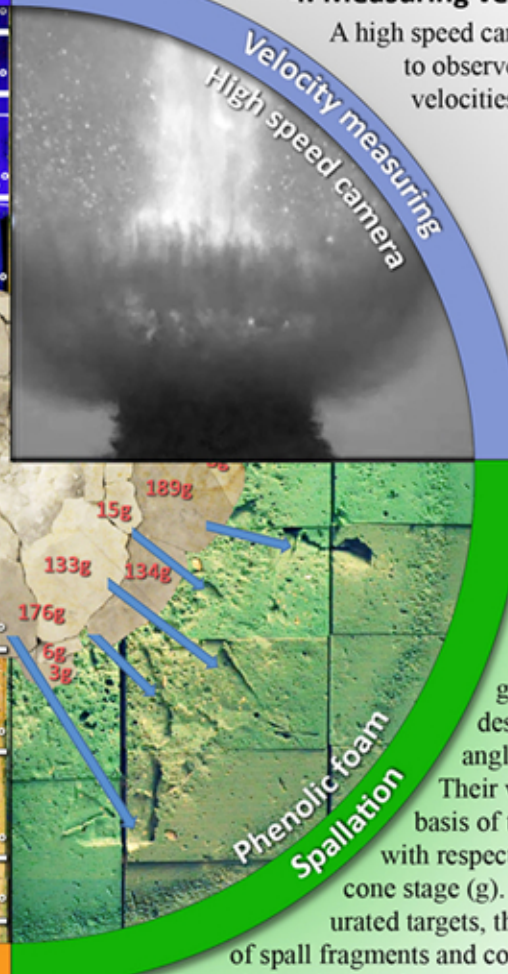 A high speed
to observe
velocities
Velocity measuring
High speed camera
189g
15g
133g
134g
176g
6g
3g
Phenolic foam
Spallation
g
des
angl
Their
basis of
with respec
cone stage (g).
urated targets, th
of spall fragments and co